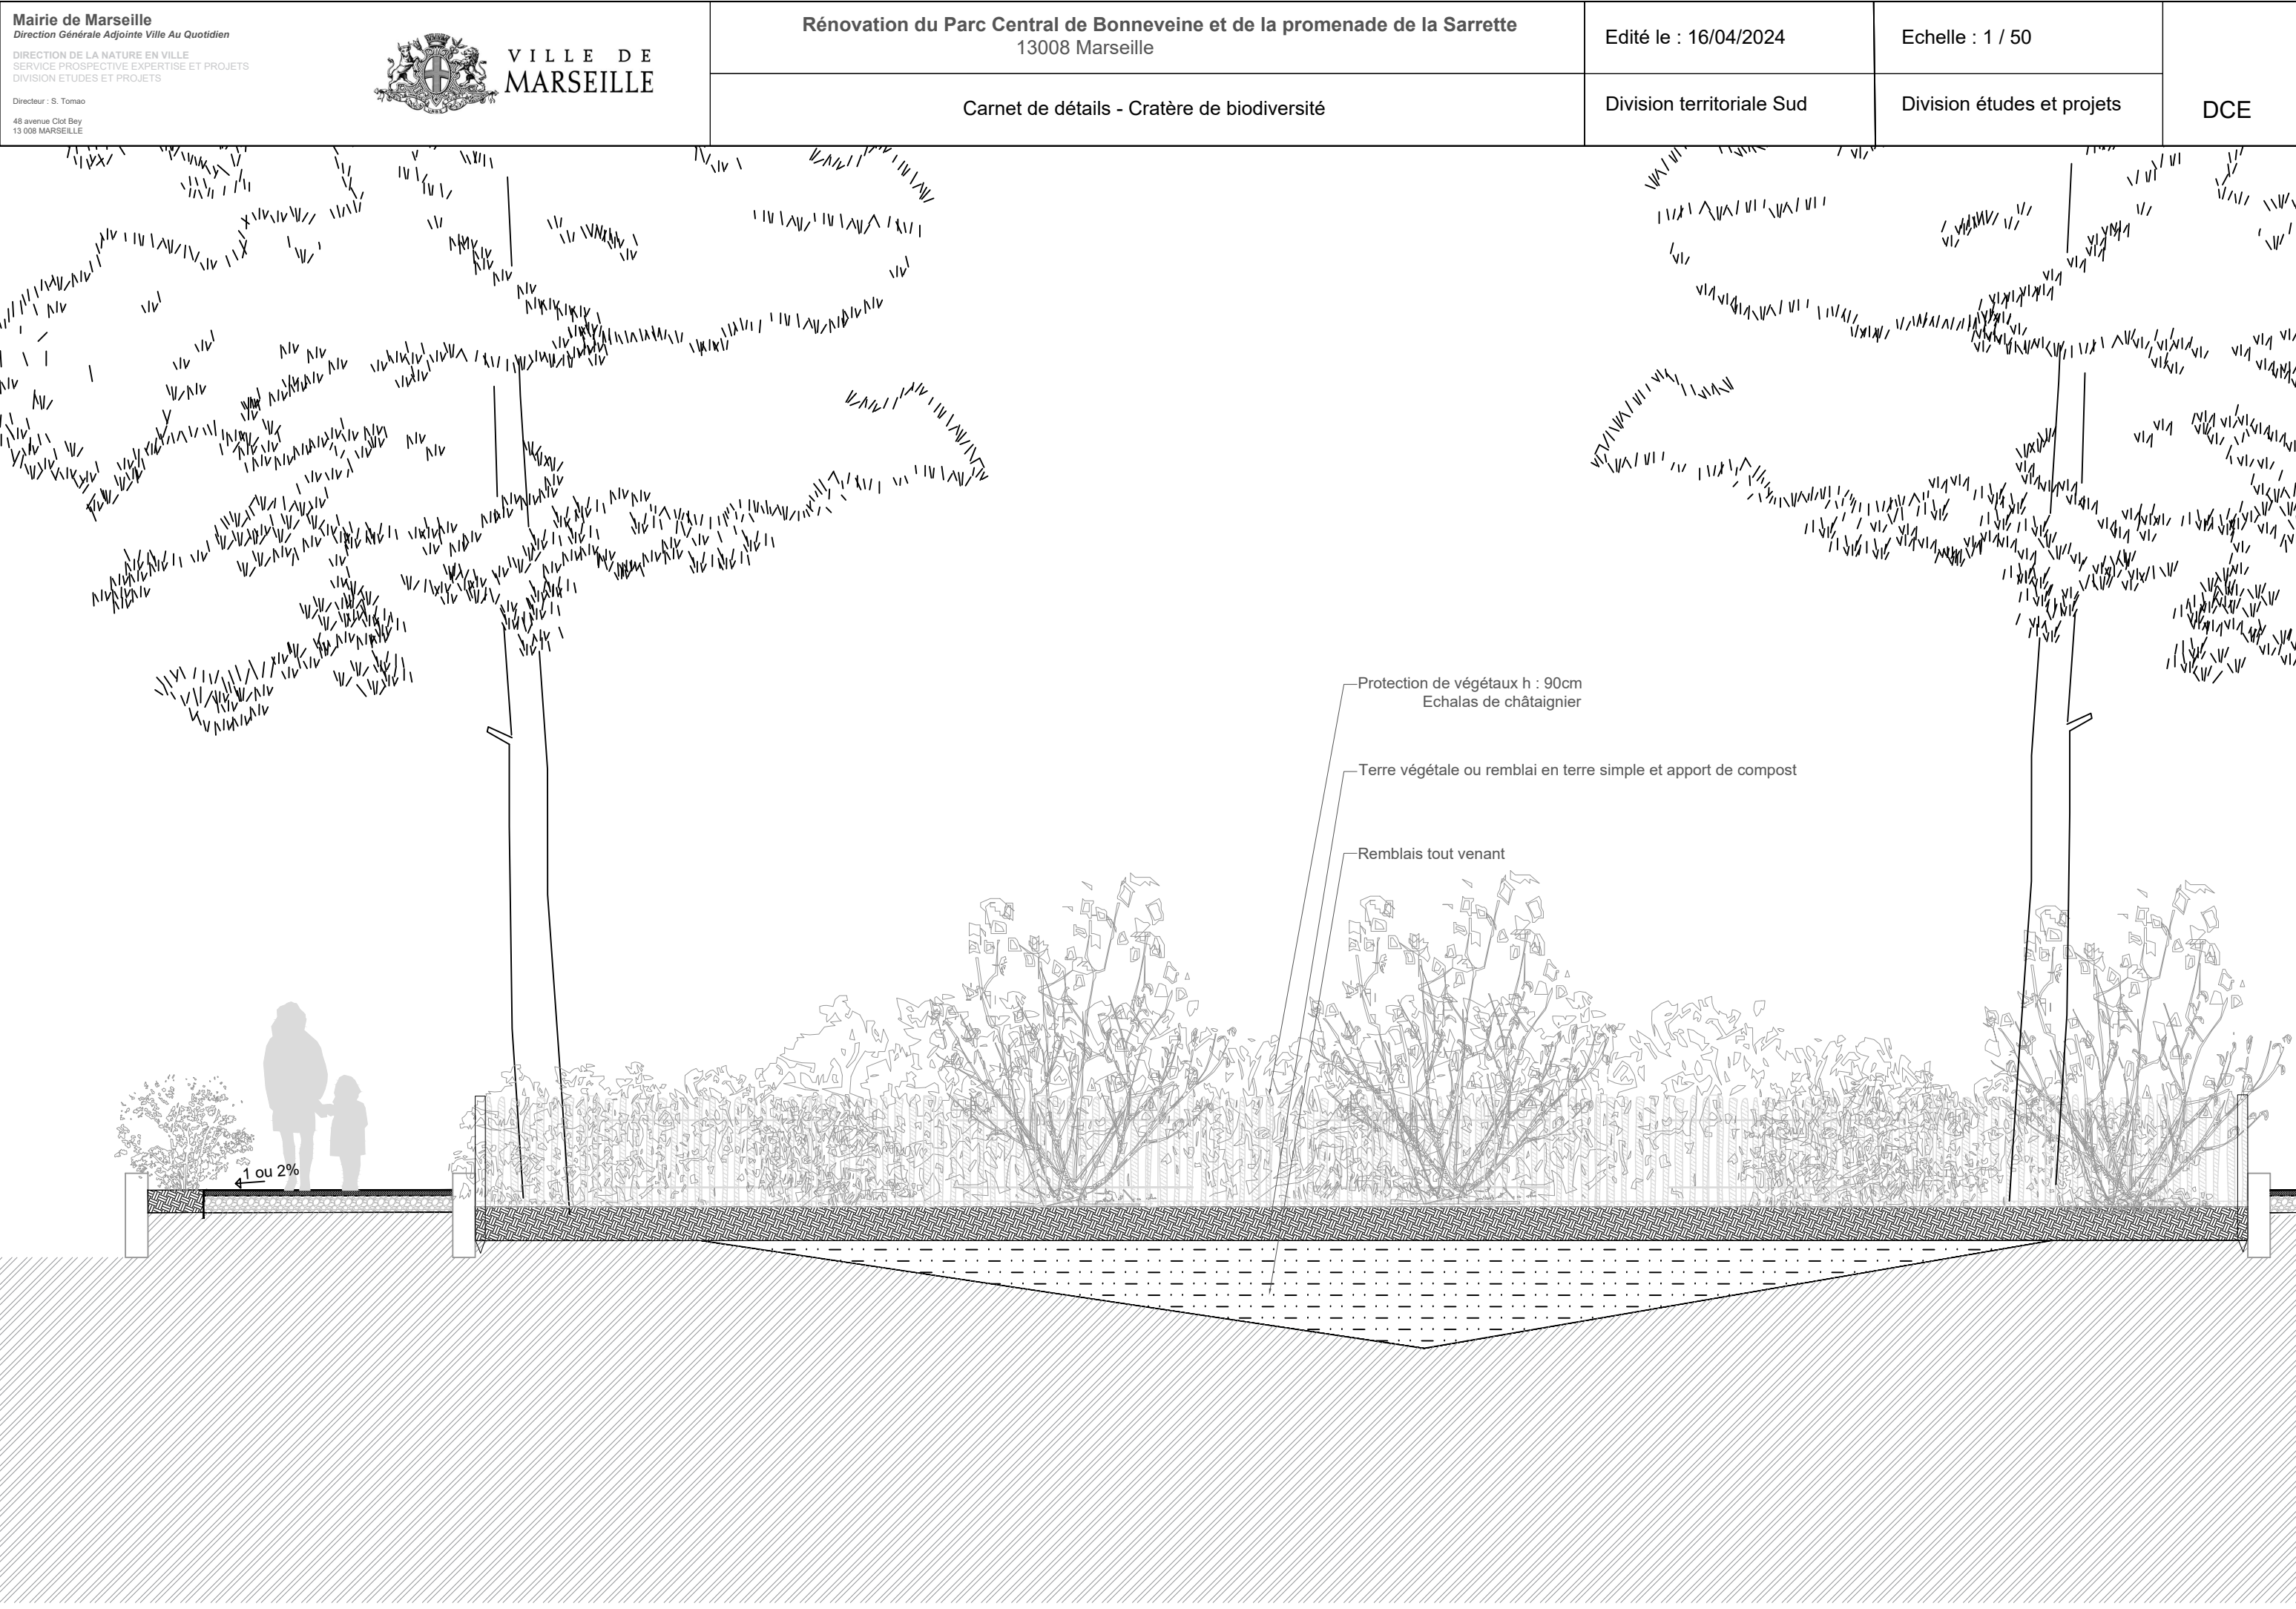 Mairie de Marseille
Direction Générale Adjointe Ville Au Quotidien
DIRECTION DE LA NATURE EN VILLE
SERVICE PROSPECTIVE EXPERTISE ET PROJETS
DIVISION ETUDES ET PROJETS
Directeur : S. Tomao
48 avenue Clot Bey
13 008 MARSEILLE
VILLE DE
MARSEILLE
Rénovation du Parc Central de Bonneveine et de la promenade de la Sarrette
13008 Marseille
Carnet de détails - Cratère de biodiversité
Edité le : 16/04/2024
Echelle : 1 / 50
Division territoriale Sud
Division études et projets
DCE
Protection de végétaux h : 90cm
Echalas de châtaignier
Terre végétale ou remblai en terre simple et apport de compost
Remblais tout venant
1 ou 2%